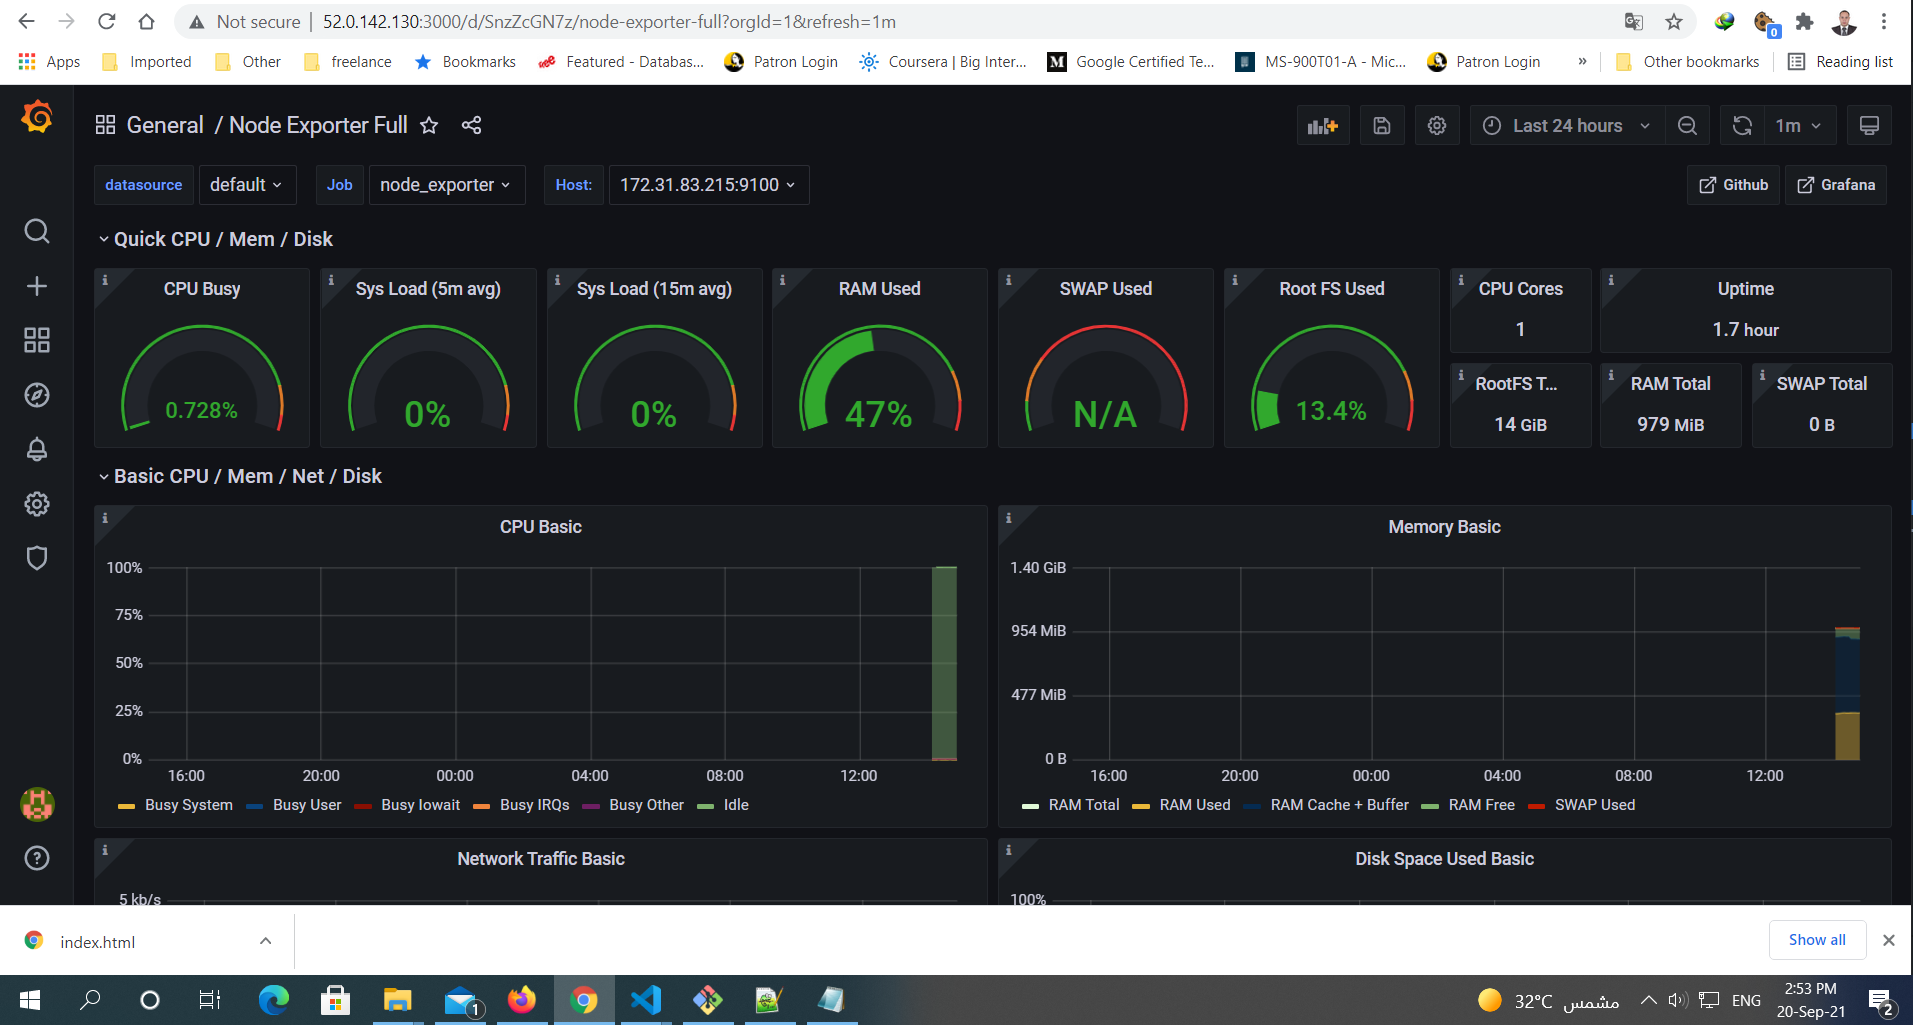 Not secure | 52.0.142.130:3000/d/SnzZcGN7z/node-exporter-full?orgId=1&refresh=1m
0
Apps Imported Other freelance Bookmarks Featured - Databas... Patron Login Coursera | Big Inter... M Google Certified Te... MS-900T01-A - Mic... Patron Login » Other bookmarks Reading list
General / Node Exporter Full Last 24 hours 1m
datasource default Job node_exporter Host: 172.31.83.215:9100 Github Grafana
Quick CPU / Mem / Disk
CPU Busy Sys Load (5m avg) Sys Load (15m avg) RAM Used SWAP Used Root FS Used CPU Cores Uptime
1 1.7 hour
RootFS T... RAM Total SWAP Total
0.728% 0% 0% 47% N/A 13.4% 14 GiB 979 MiB 0 B
Basic CPU / Mem / Net / Disk
CPU Basic
100%
75%
50%
25%
0%
16:00 20:00 00:00 04:00 08:00 12:00
Busy System Busy User Busy Iowait Busy IRQs Busy Other Idle
Memory Basic
1.40 GiB
954 MiB
477 MiB
0 B
16:00 20:00 00:00 04:00 08:00 12:00
RAM Total RAM Used RAM Cache + Buffer RAM Free SWAP Used
Network Traffic Basic
5 kb/s
Disk Space Used Basic
100%
index.html Show all
1
32°C مشمس ENG 2:53 PM
20-Sep-21
2